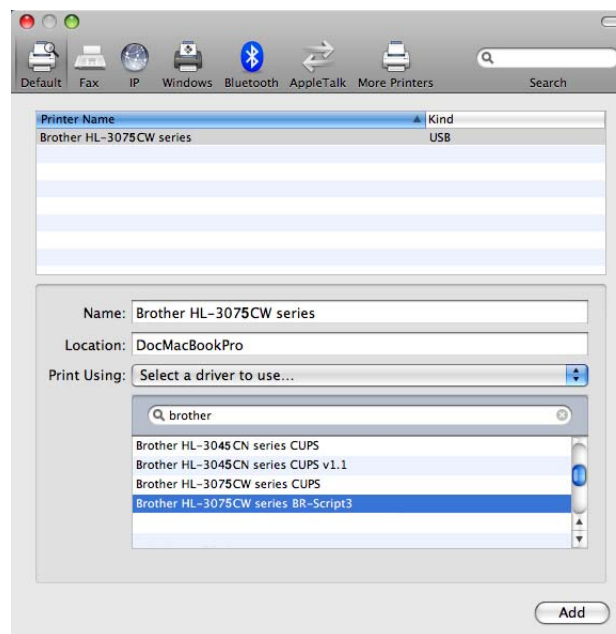 Default Fax IP Windows Bluetooth AppleTalk More Printers Search
Printer Name Kind
Brother HL-3075CW series USB
Name: Brother HL-3075CW series
Location: DocMacBookPro
Print Using: Select a driver to use...
brother
Brother HL-3045CN series CUPS
Brother HL-3045CN series CUPS v1.1
Brother HL-3075CW series CUPS
Brother HL-3075CW series BR-Script3
Add